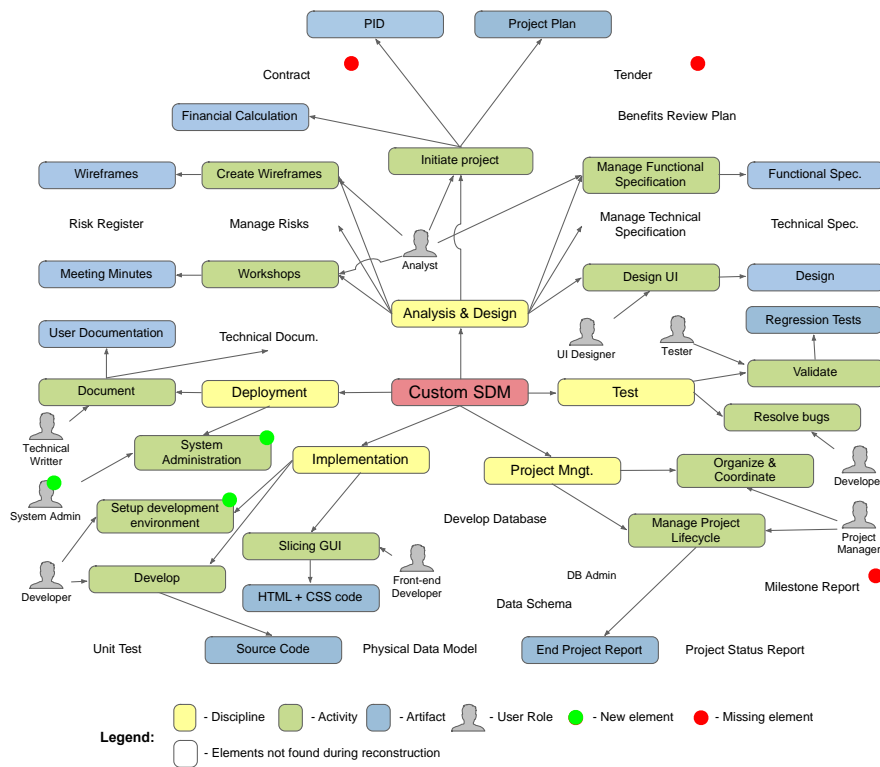 PID
Project Plan
Contract
Tender
Financial Calculation
Benefits Review Plan
Initiate project
Wireframes
Create Wireframes
Manage Functional
Specification
Functional Spec.
Risk Register
Manage Risks
Manage Technical
Specification
Technical Spec.
Analyst
Meeting Minutes
Workshops
Design UI
Design
Analysis & Design
User Documentation
Technical Docum.
Regression Tests
UI Designer
Tester
Validate
Document
Deployment
Custom SDM
Test
Resolve bugs
Technical
Writter
System
Administration
Implementation
Project Mngt.
Organize &
Coordinate
Developer
System Admin
Setup development
environment
Develop Database
Manage Project
Lifecycle
Project
Manager
Slicing GUI
Developer
Develop
Front-end
Developer
DB Admin
Milestone Report
HTML + CSS code
Data Schema
Unit Test
Source Code
Physical Data Model
End Project Report
Project Status Report
Legend:
- Discipline
- Activity
- Artifact
- User Role
- New element
- Missing element
- Elements not found during reconstruction